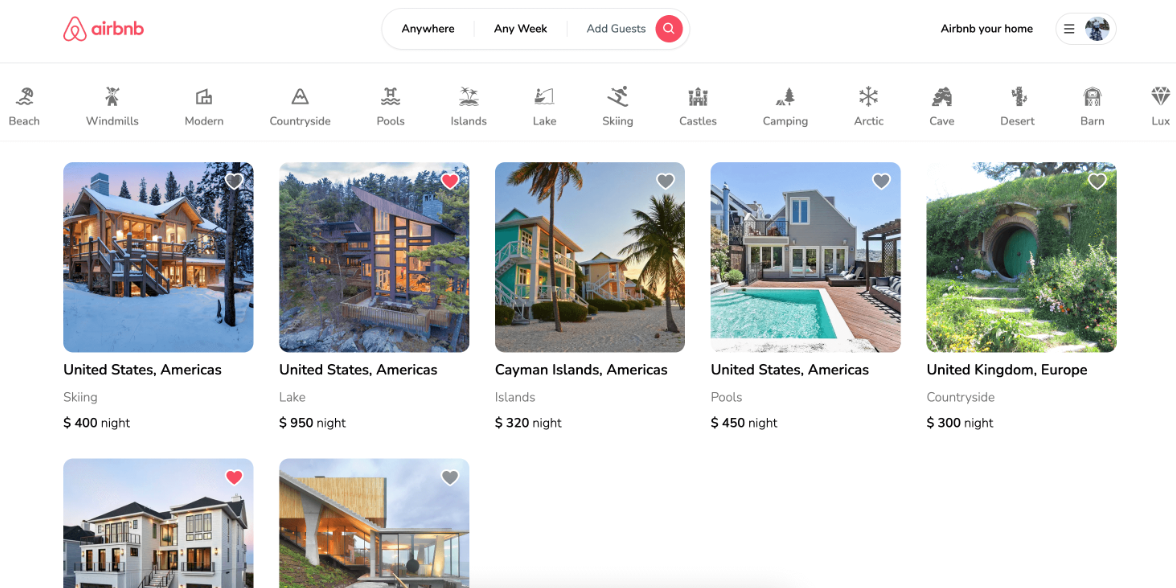 airbnb
Anywhere
Any Week
Add Guests
Airbnb your home
Beach
Windmills
Modern
Countryside
Pools
Islands
Lake
Skiing
Castles
Camping
Arctic
Cave
Desert
Barn
Lux
United States, Americas
Skiing
$ 400 night
United States, Americas
Lake
$ 950 night
Cayman Islands, Americas
Islands
$ 320 night
United States, Americas
Pools
$ 450 night
United Kingdom, Europe
Countryside
$ 300 night